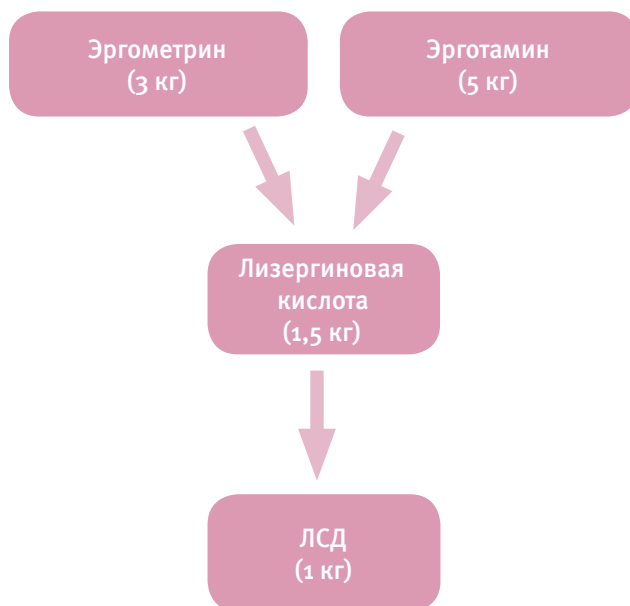 Эргометрин
(3 кг)
Эрготамин
(5 кг)
Лизергиновая
кислота
(1,5 кг)
ЛСД
(1 кг)